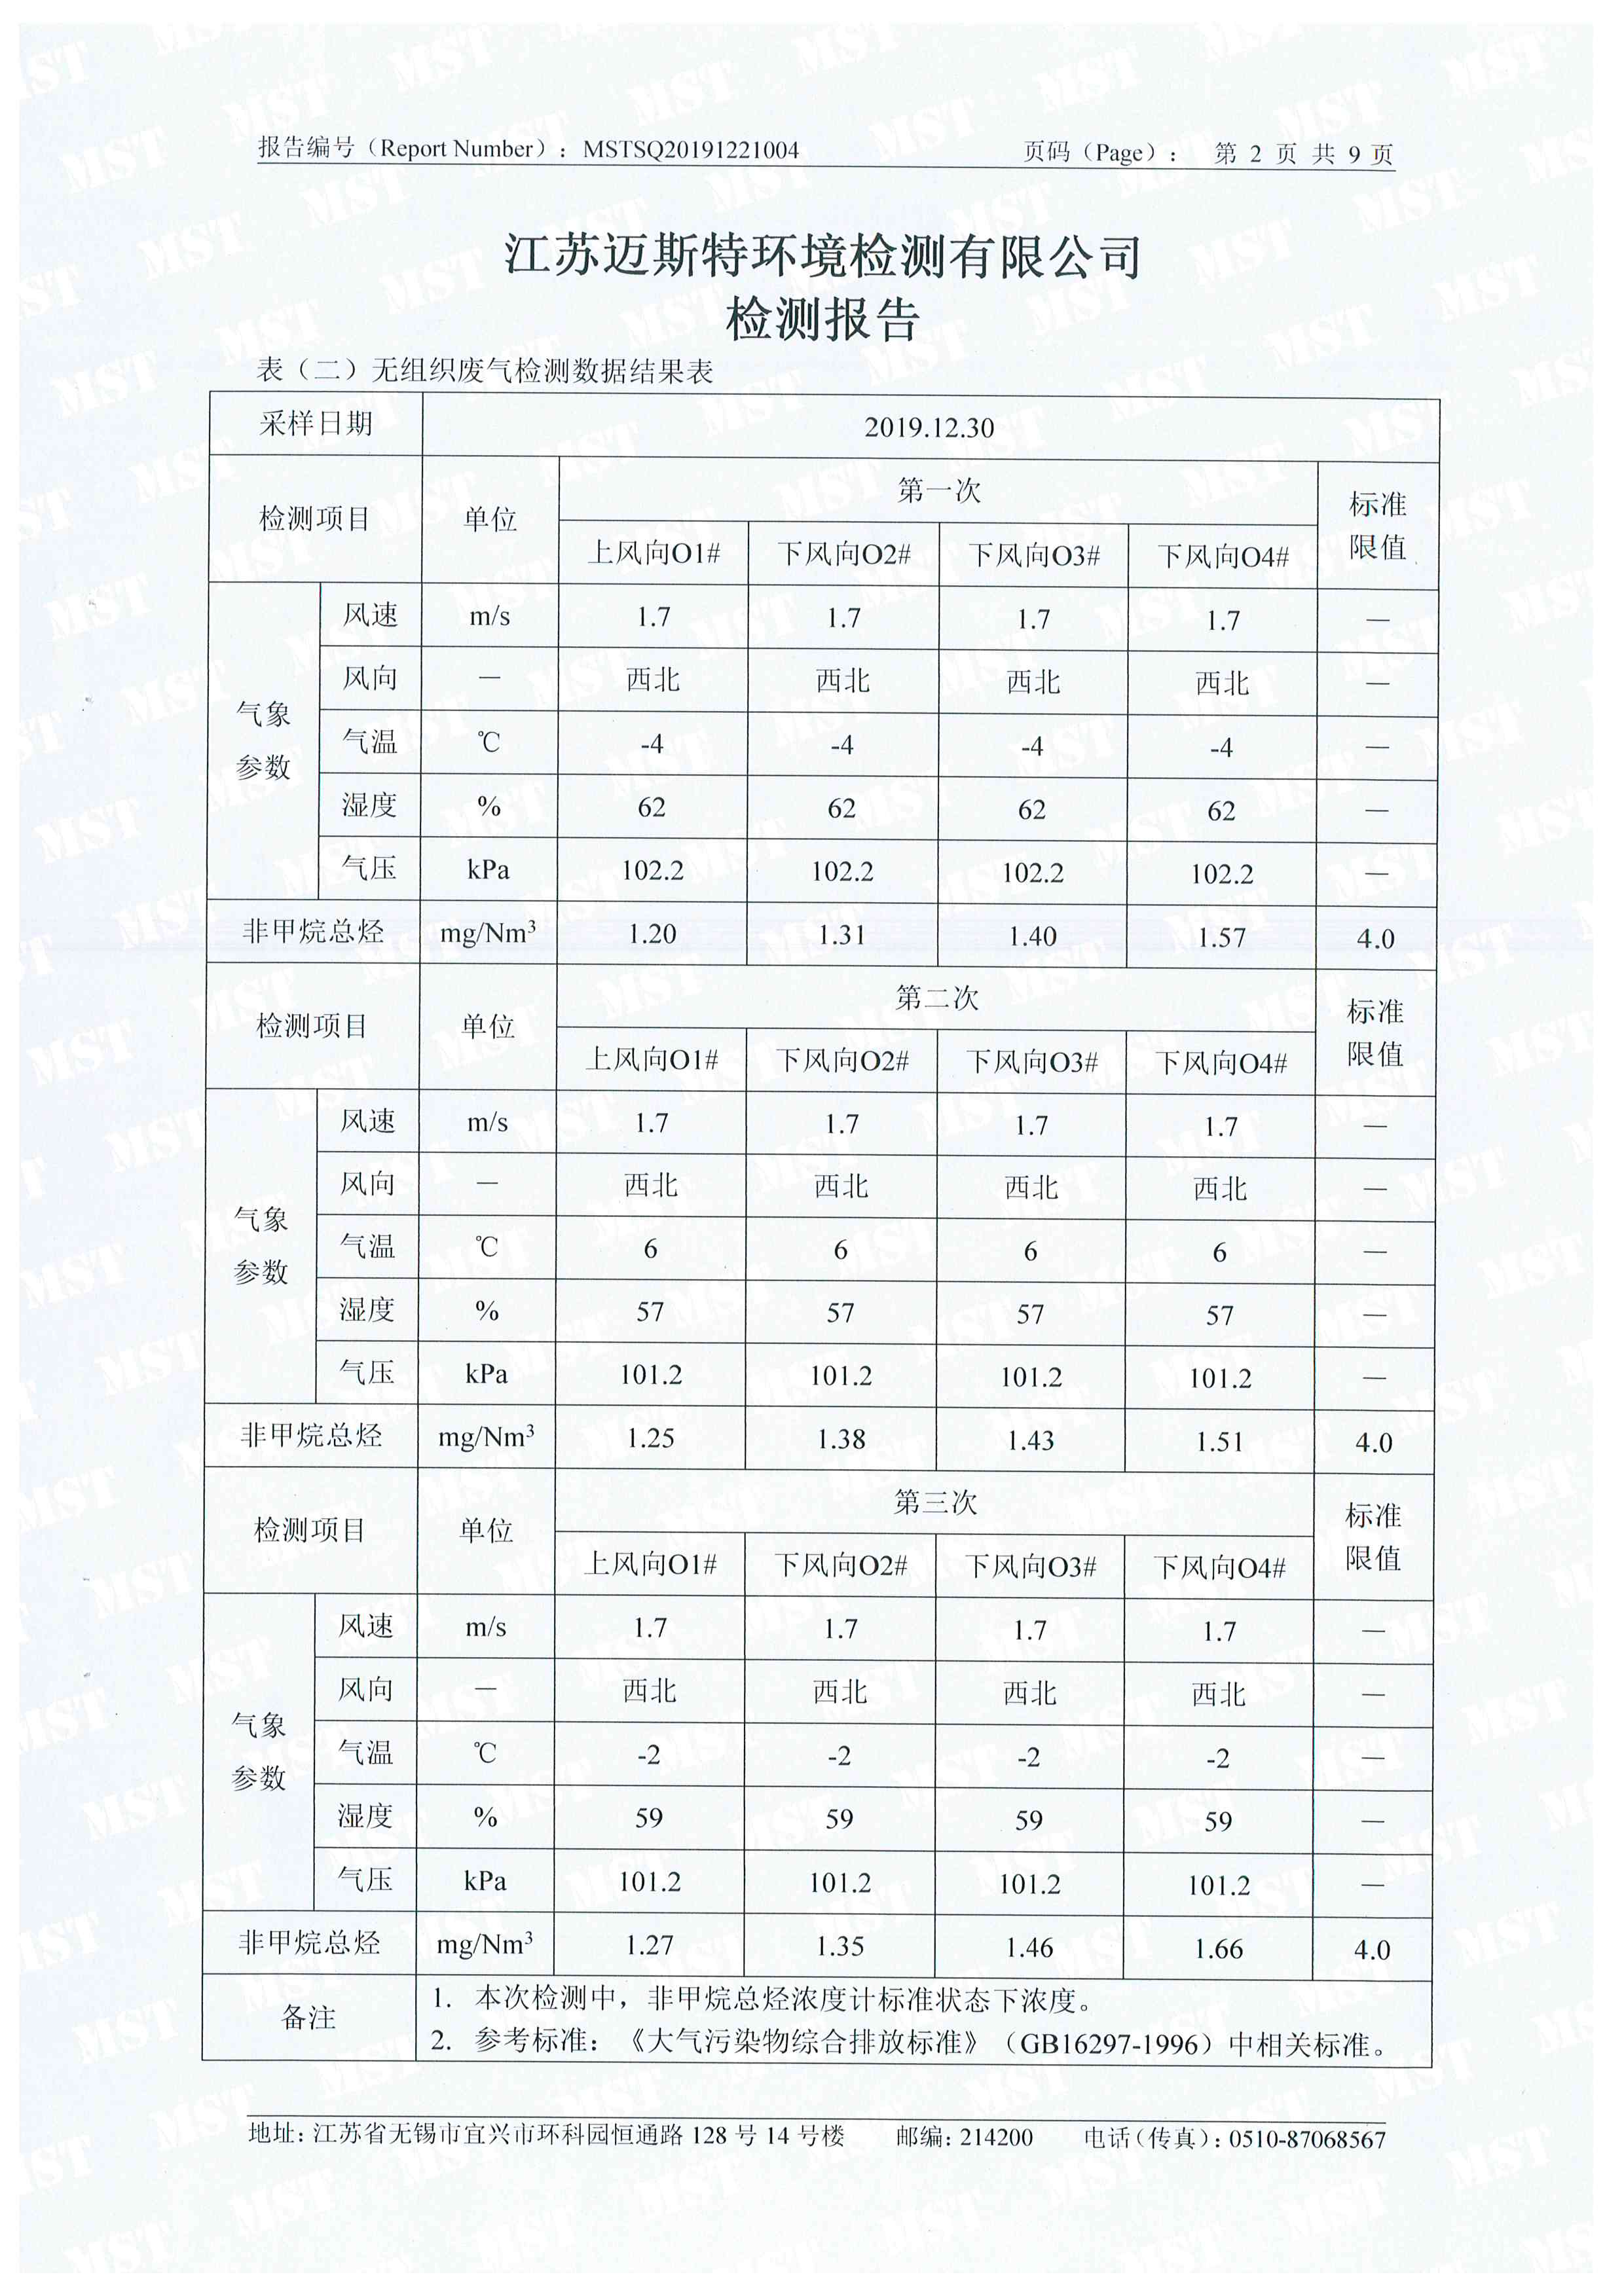 报告编号（Report Number）：MSTSQ20191221004 页码（Page）： 第 2 页 共 9 页
江苏迈斯特环境检测有限公司
检测报告
表（二）无组织废气检测数据结果表
采样日期 2019.12.30
检测项目 单位 第一次 标准限值
上风向O1# 下风向O2# 下风向O3# 下风向O4#
气象参数
风速 m/s 1.7 1.7 1.7 1.7 —
风向 — 西北 西北 西北 西北 —
气温 ℃ -4 -4 -4 -4 —
湿度 % 62 62 62 62 —
气压 kPa 102.2 102.2 102.2 102.2 —
非甲烷总烃 mg/Nm³ 1.20 1.31 1.40 1.57 4.0
检测项目 单位 第二次 标准限值
上风向O1# 下风向O2# 下风向O3# 下风向O4#
气象参数
风速 m/s 1.7 1.7 1.7 1.7 —
风向 — 西北 西北 西北 西北 —
气温 ℃ 6 6 6 6 —
湿度 % 57 57 57 57 —
气压 kPa 101.2 101.2 101.2 101.2 —
非甲烷总烃 mg/Nm³ 1.25 1.38 1.43 1.51 4.0
检测项目 单位 第三次 标准限值
上风向O1# 下风向O2# 下风向O3# 下风向O4#
气象参数
风速 m/s 1.7 1.7 1.7 1.7 —
风向 — 西北 西北 西北 西北 —
气温 ℃ -2 -2 -2 -2 —
湿度 % 59 59 59 59 —
气压 kPa 101.2 101.2 101.2 101.2 —
非甲烷总烃 mg/Nm³ 1.27 1.35 1.46 1.66 4.0
备注
1. 本次检测中，非甲烷总烃浓度计标准状态下浓度。
2. 参考标准：《大气污染物综合排放标准》（GB16297-1996）中相关标准。
地址：江苏省无锡市宜兴市环科园恒通路 128 号 14 号楼 邮编：214200 电话（传真）：0510-87068567
MST